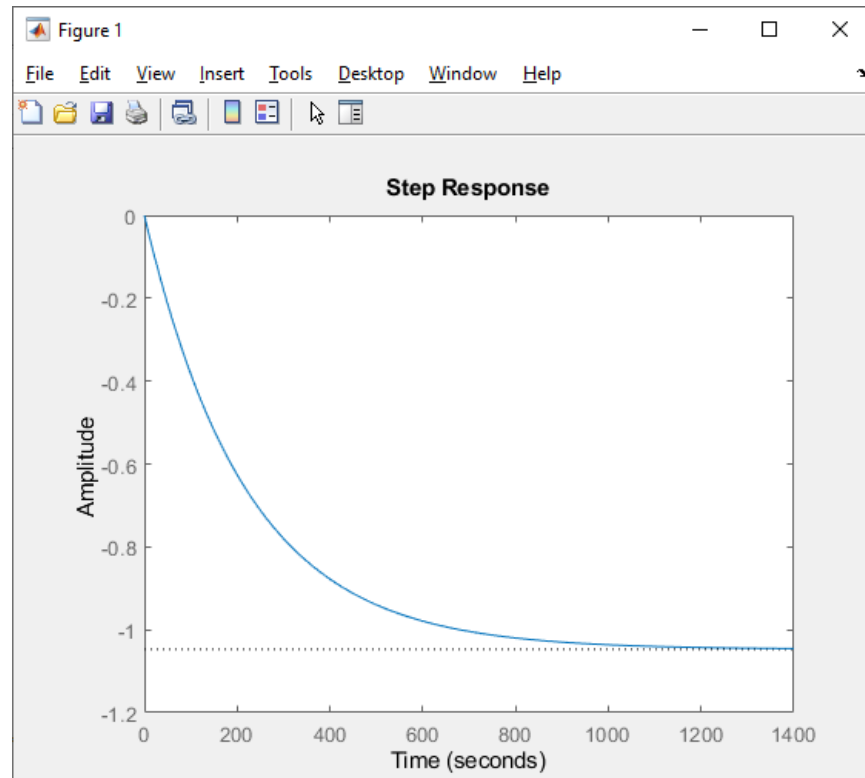 Figure 1
File Edit View Insert Tools Desktop Window Help
Step Response
0
-0.2
-0.4
-0.6
-0.8
-1
-1.2
Amplitude
0 200 400 600 800 1000 1200 1400
Time (seconds)